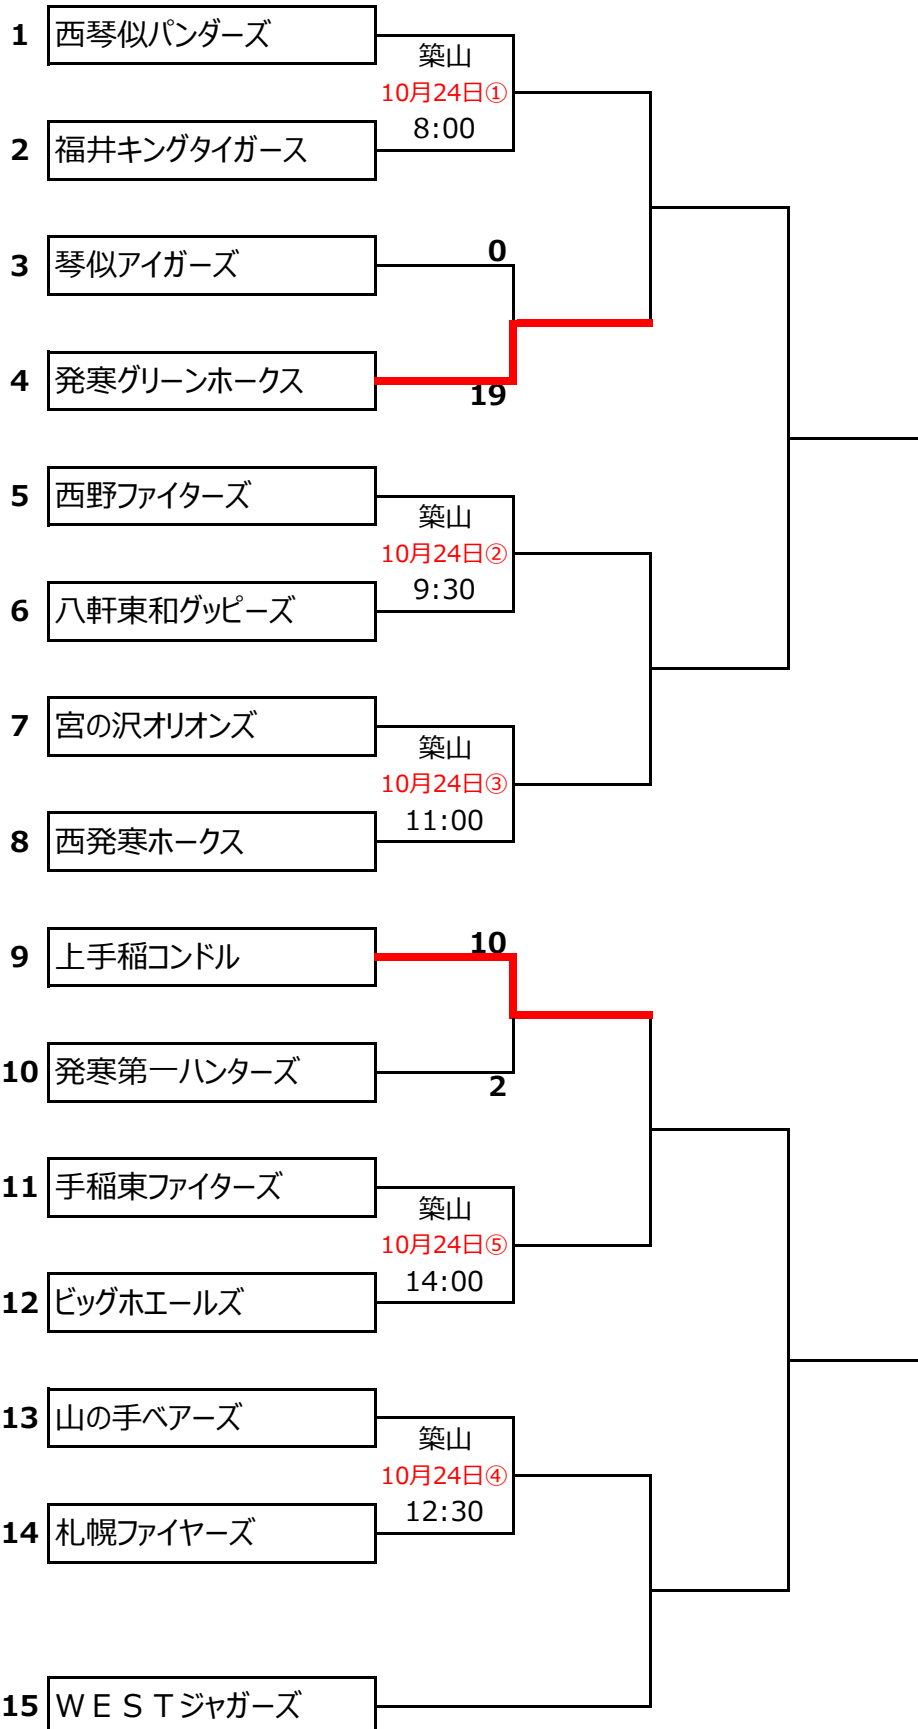 1 西琴似パンダーズ
築山
10月24日①
8:00
2 福井キングタイガース
3 琴似アイガーズ
0
4 発寒グリーンホークス
19
5 西野ファイターズ
築山
10月24日②
9:30
6 八軒東和グッピーズ
7 宮の沢オリオンズ
築山
10月24日③
11:00
8 西発寒ホークス
9 上手稲コンドル
10
10 発寒第一ハンターズ
2
11 手稲東ファイターズ
築山
10月24日⑤
14:00
12 ビッグホエールズ
13 山の手ベアーズ
築山
10月24日④
12:30
14 札幌ファイヤーズ
15 ＷＥＳＴジャガーズ